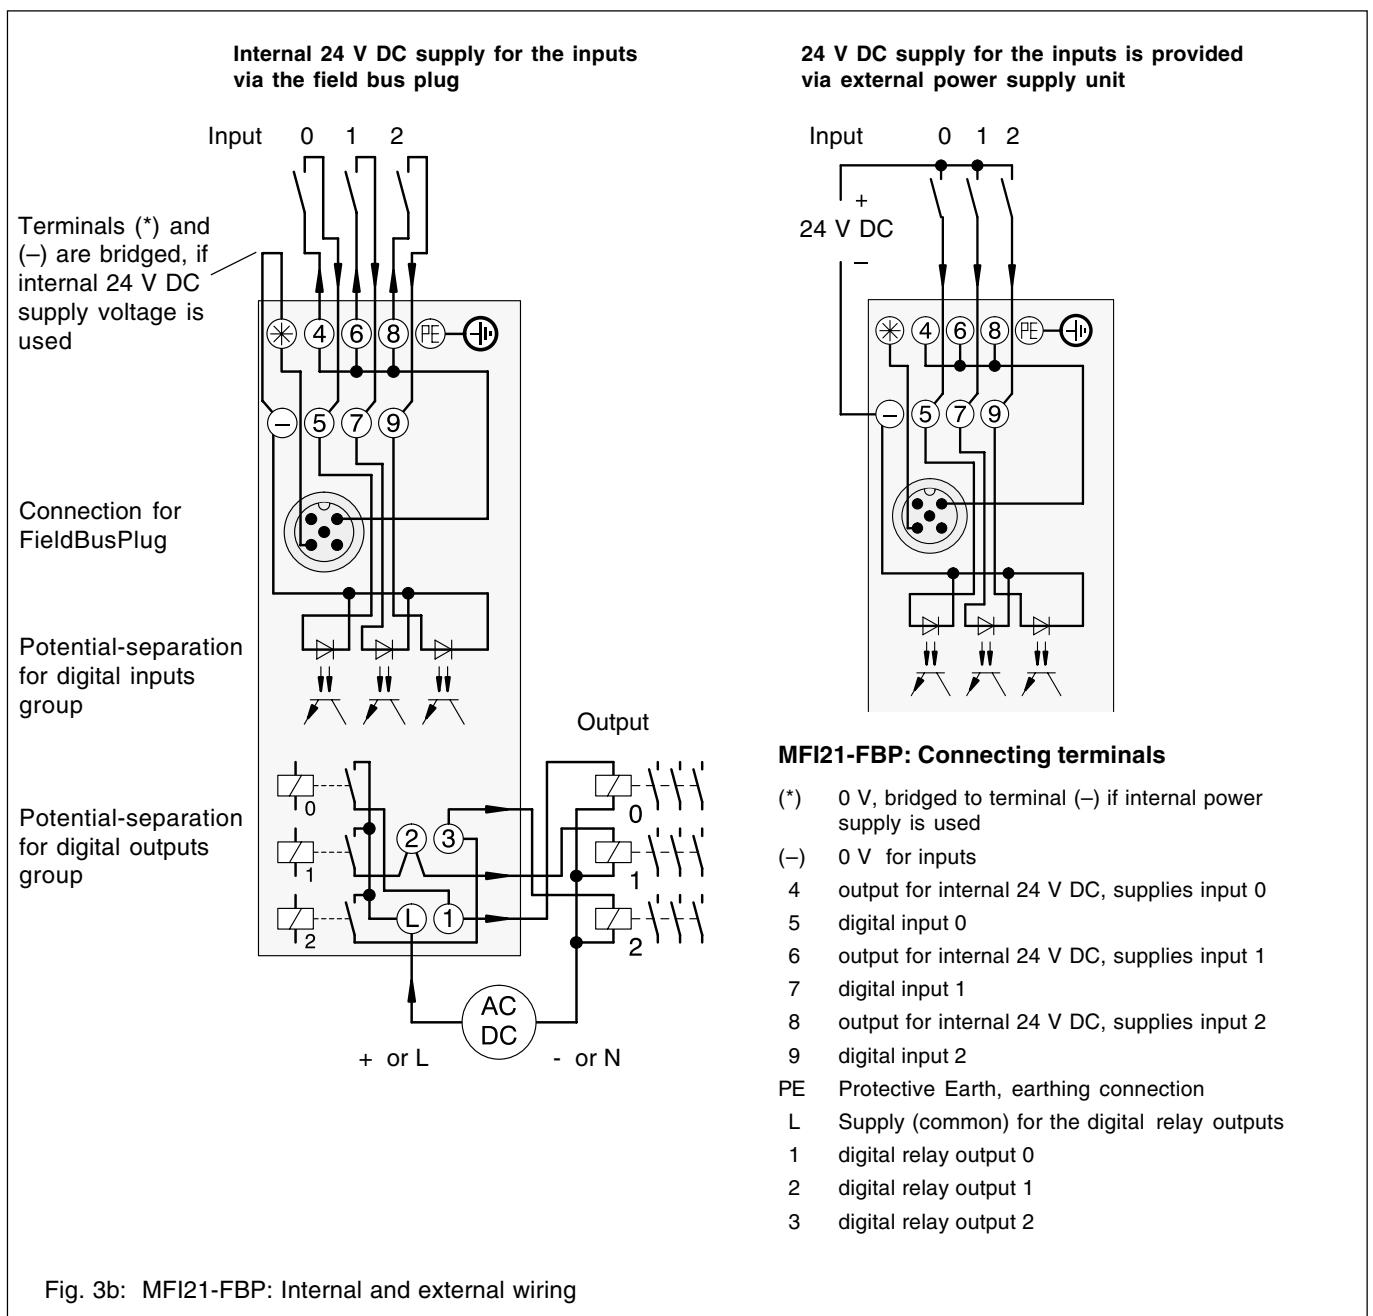 Internal 24 V DC supply for the inputs
via the field bus plug
24 V DC supply for the inputs is provided
via external power supply unit
Input 0 1 2
Input 0 1 2
Terminals (*) and
(–) are bridged, if
internal 24 V DC
supply voltage is
used
+
24 V DC
–
4 6 8 PE
– 5 7 9
4 6 8 PE
– 5 7 9
Connection for
FieldBusPlug
Potential-separation
for digital inputs
group
Output
Potential-separation
for digital outputs
group
0
1
2
2 3
L 1
0
1
2
AC
DC
+ or L
- or N
MFI21-FBP: Connecting terminals
(*) 0 V, bridged to terminal (–) if internal power
supply is used
(–) 0 V for inputs
4 output for internal 24 V DC, supplies input 0
5 digital input 0
6 output for internal 24 V DC, supplies input 1
7 digital input 1
8 output for internal 24 V DC, supplies input 2
9 digital input 2
PE Protective Earth, earthing connection
L Supply (common) for the digital relay outputs
1 digital relay output 0
2 digital relay output 1
3 digital relay output 2
Fig. 3b: MFI21-FBP: Internal and external wiring